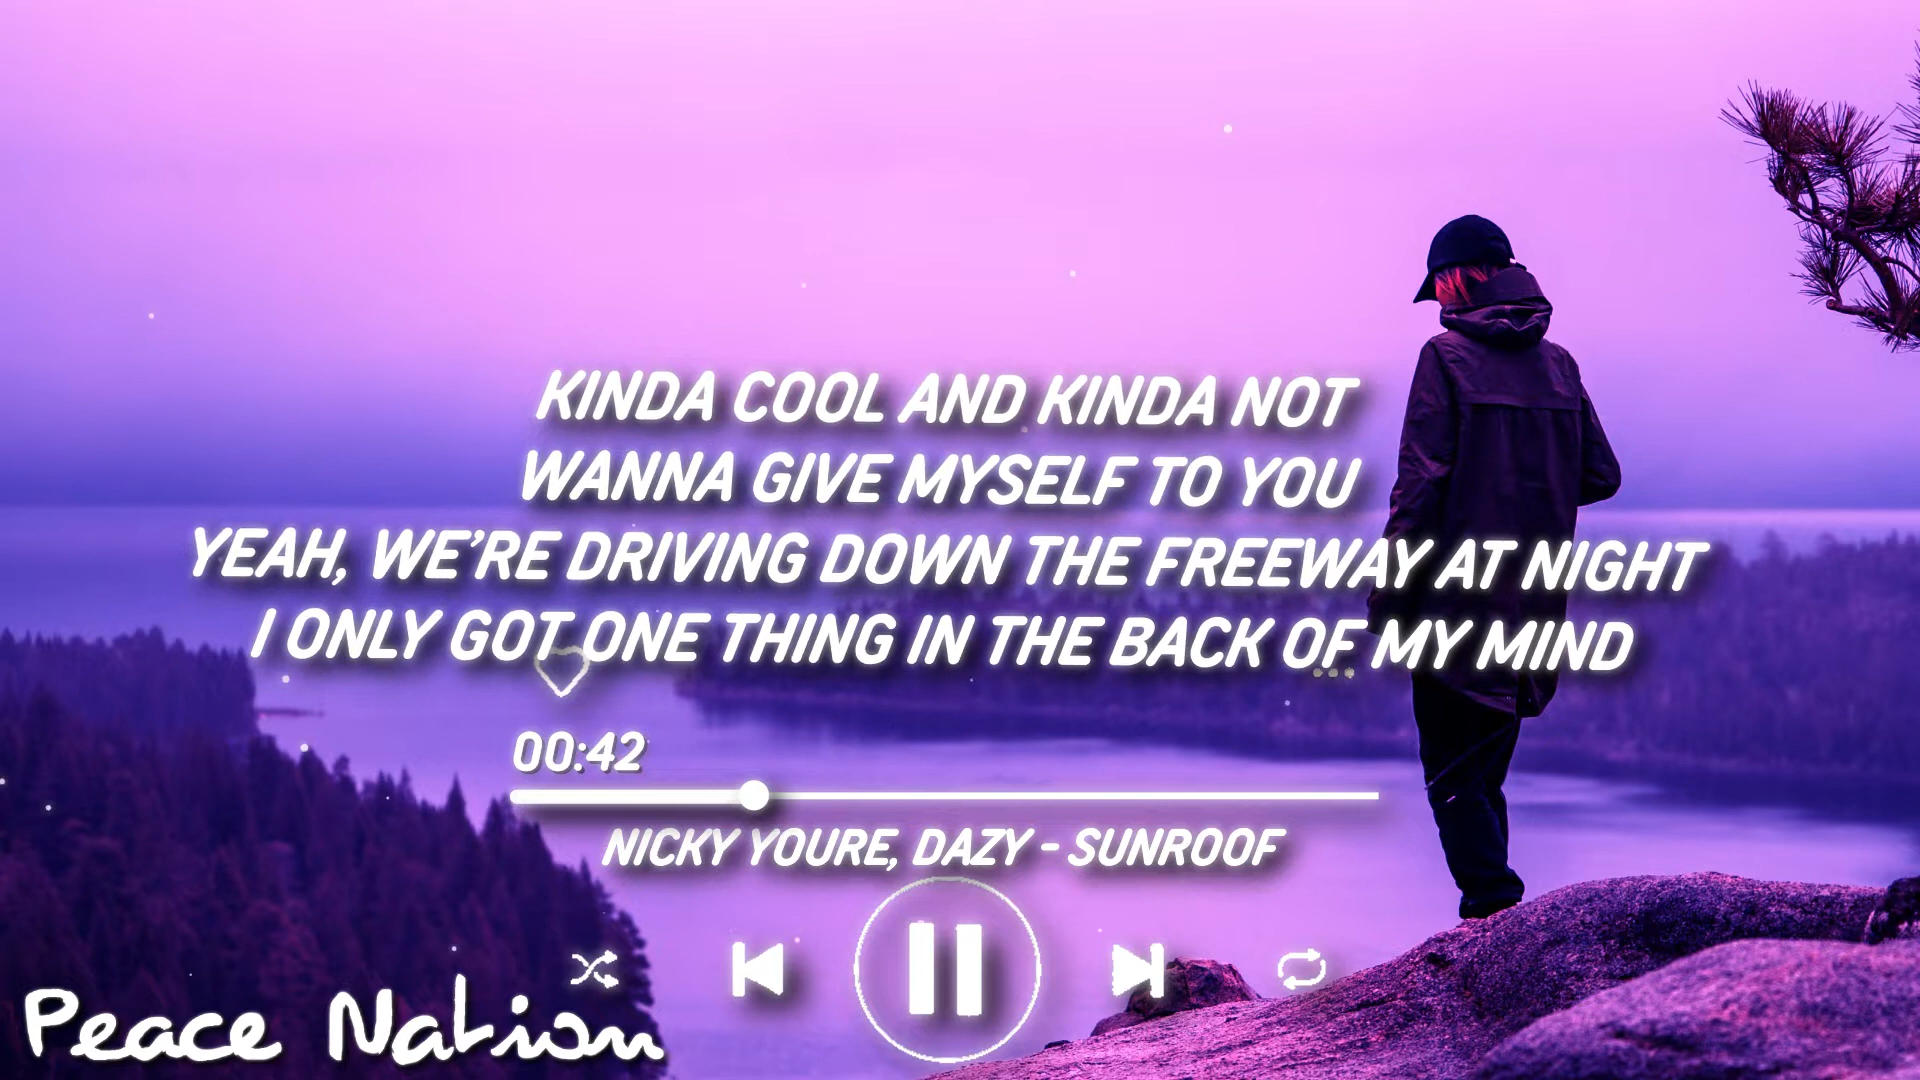 KINDA COOL AND KINDA NOT
WANNA GIVE MYSELF TO YOU
YEAH, WE’RE DRIVING DOWN THE FREEWAY AT NIGHT
I ONLY GOT ONE THING IN THE BACK OF MY MIND
00:42
NICKY YOURE, DAZY - SUNROOF
Peace Nation